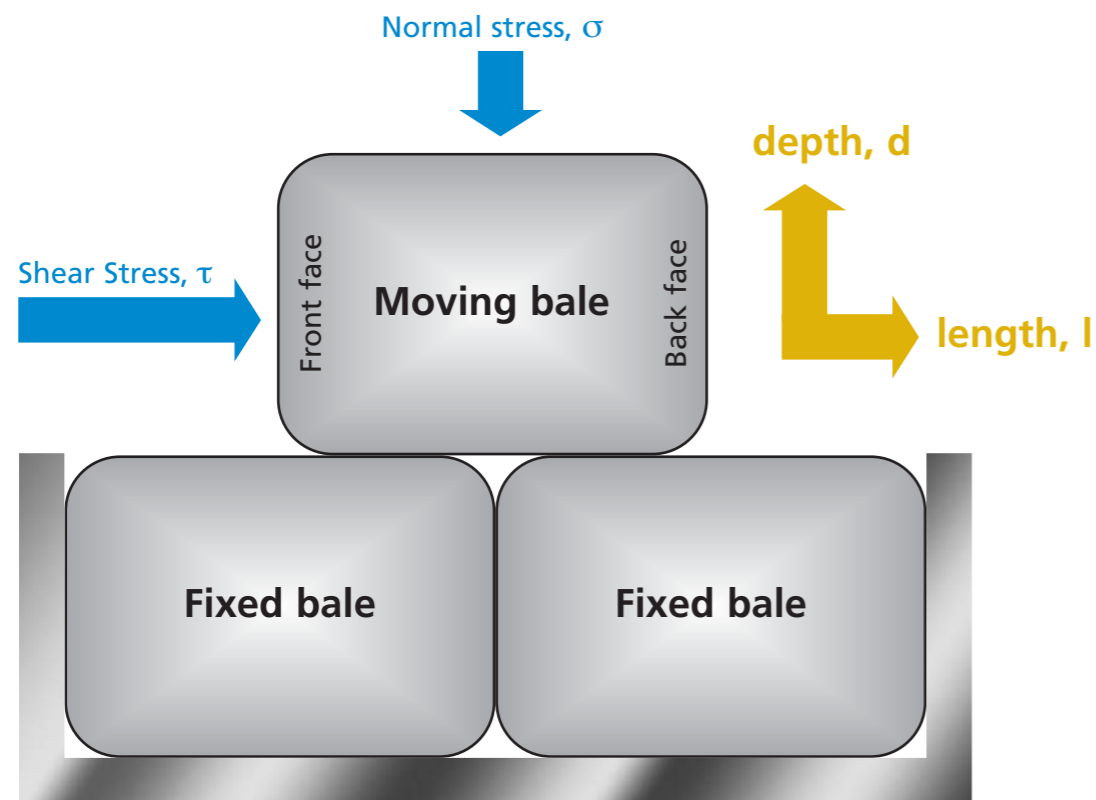 Normal stress, σ
depth, d
Shear Stress, τ
Front face
Moving bale
Back face
length, l
Fixed bale
Fixed bale